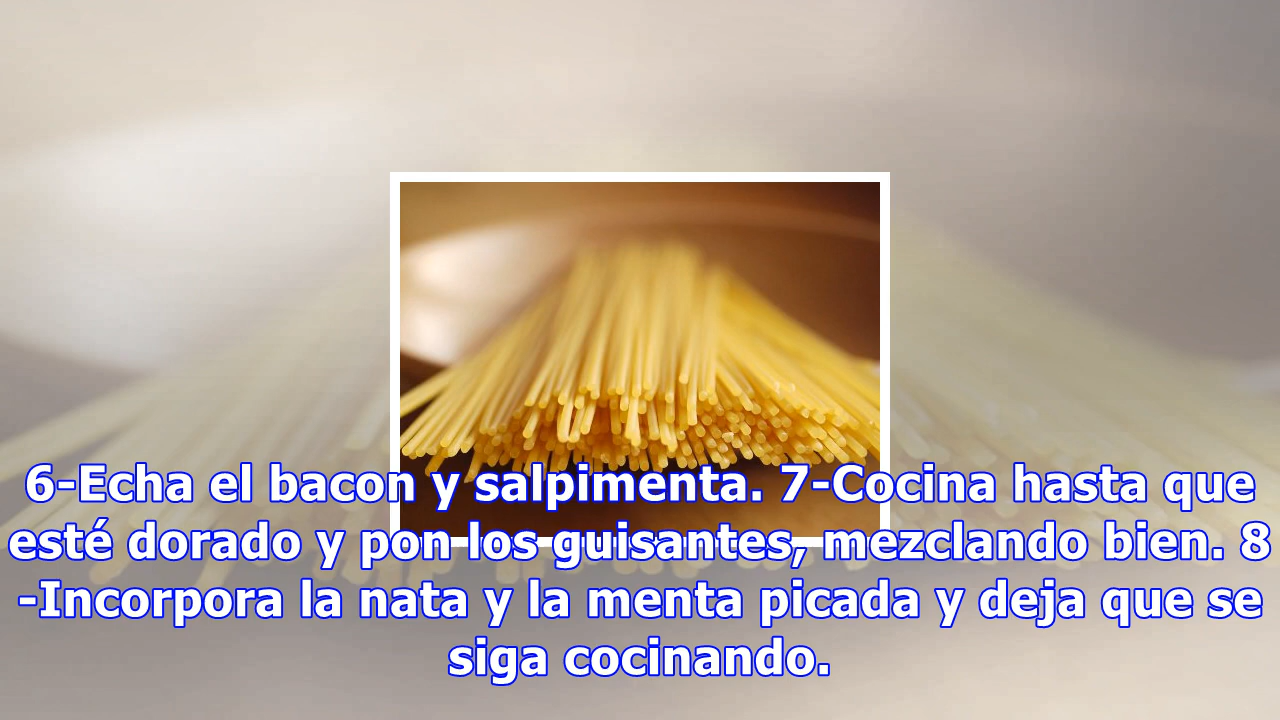 6-Echa el bacon y salpimenta. 7-Cocina hasta que
esté dorado y pon los guisantes, mezclando bien. 8
-Incorpora la nata y la menta picada y deja que se
siga cocinando.